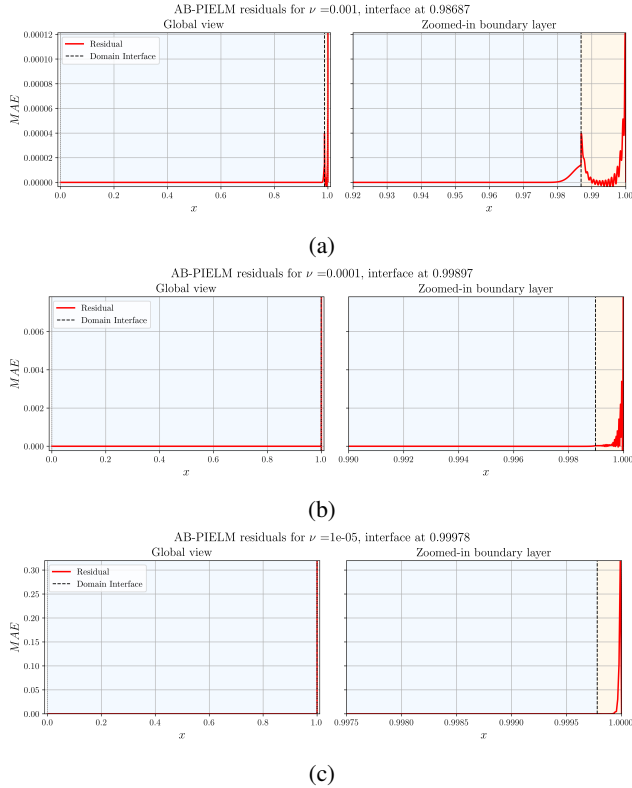 AB-PIELM residuals for ν =0.001, interface at 0.98687
Global view
Zoomed-in boundary layer
MAE
0.00012
0.00010
0.00008
0.00006
0.00004
0.00002
0.00000
Residual
Domain Interface
0.0 0.2 0.4 0.6 0.8 1.0
x
0.92 0.93 0.94 0.95 0.96 0.97 0.98 0.99 1.00
x
(a)
AB-PIELM residuals for ν =0.0001, interface at 0.99897
Global view
Zoomed-in boundary layer
MAE
0.006
0.004
0.002
0.000
Residual
Domain Interface
0.0 0.2 0.4 0.6 0.8 1.0
x
0.990 0.992 0.994 0.996 0.998 1.000
x
(b)
AB-PIELM residuals for ν =1e-05, interface at 0.99978
Global view
Zoomed-in boundary layer
MAE
0.30
0.25
0.20
0.15
0.10
0.05
0.00
Residual
Domain Interface
0.0 0.2 0.4 0.6 0.8 1.0
x
0.9975 0.9980 0.9985 0.9990 0.9995 1.0000
x
(c)